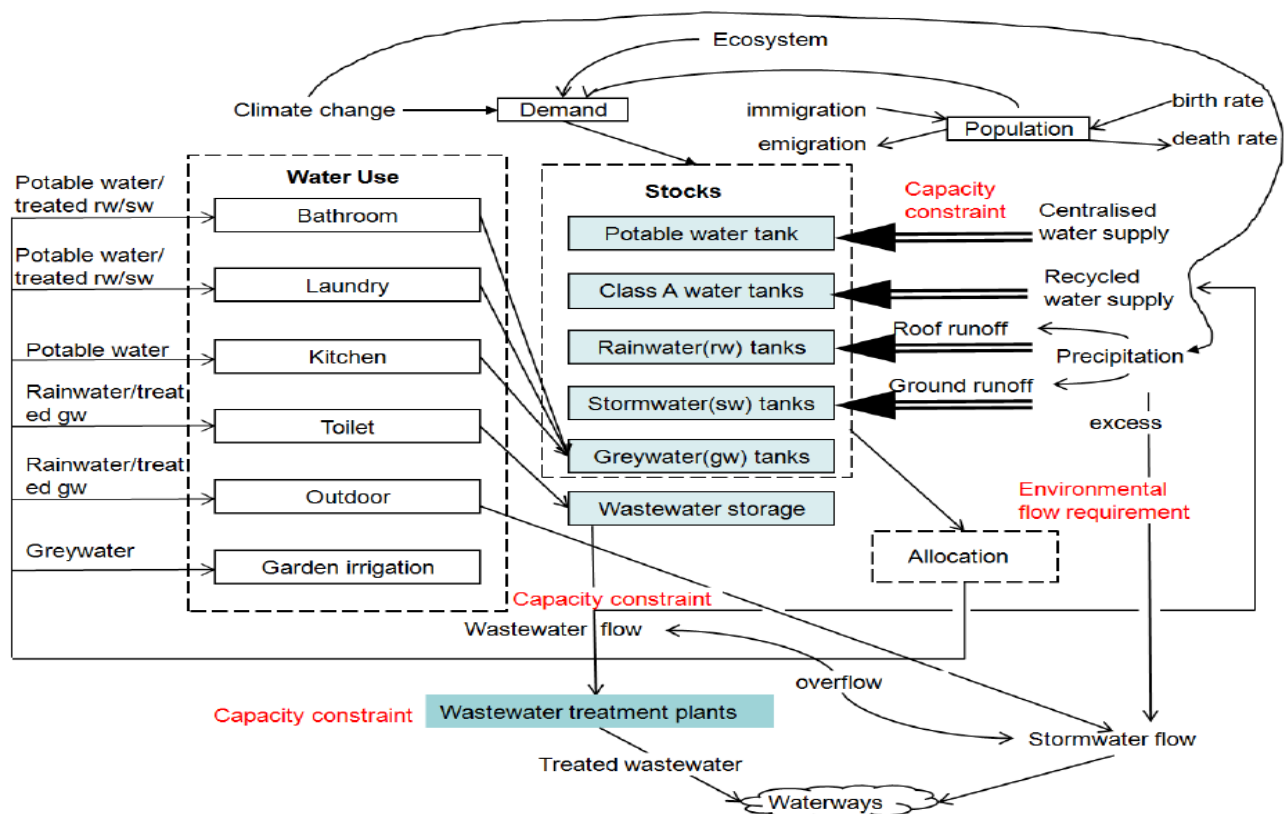 Ecosystem
Climate change
Demand
immigration
birth rate
emigration
Population
death rate
Water Use
Stocks
Capacity
constraint
Potable water/
treated rw/sw
Bathroom
Potable water tank
Centralised
water supply
Potable water/
treated rw/sw
Laundry
Class A water tanks
Recycled
water supply
Potable water
Kitchen
Rainwater(rw) tanks
Roof runoff
Precipitation
Rainwater/treat
ed gw
Toilet
Stormwater(sw) tanks
Ground runoff
excess
Greywater(gw) tanks
Rainwater/treat
ed gw
Outdoor
Wastewater storage
Environmental
flow requirement
Greywater
Garden irrigation
Allocation
Capacity constraint
Wastewater flow
overflow
Capacity constraint
Wastewater treatment plants
Stormwater flow
Treated wastewater
Waterways